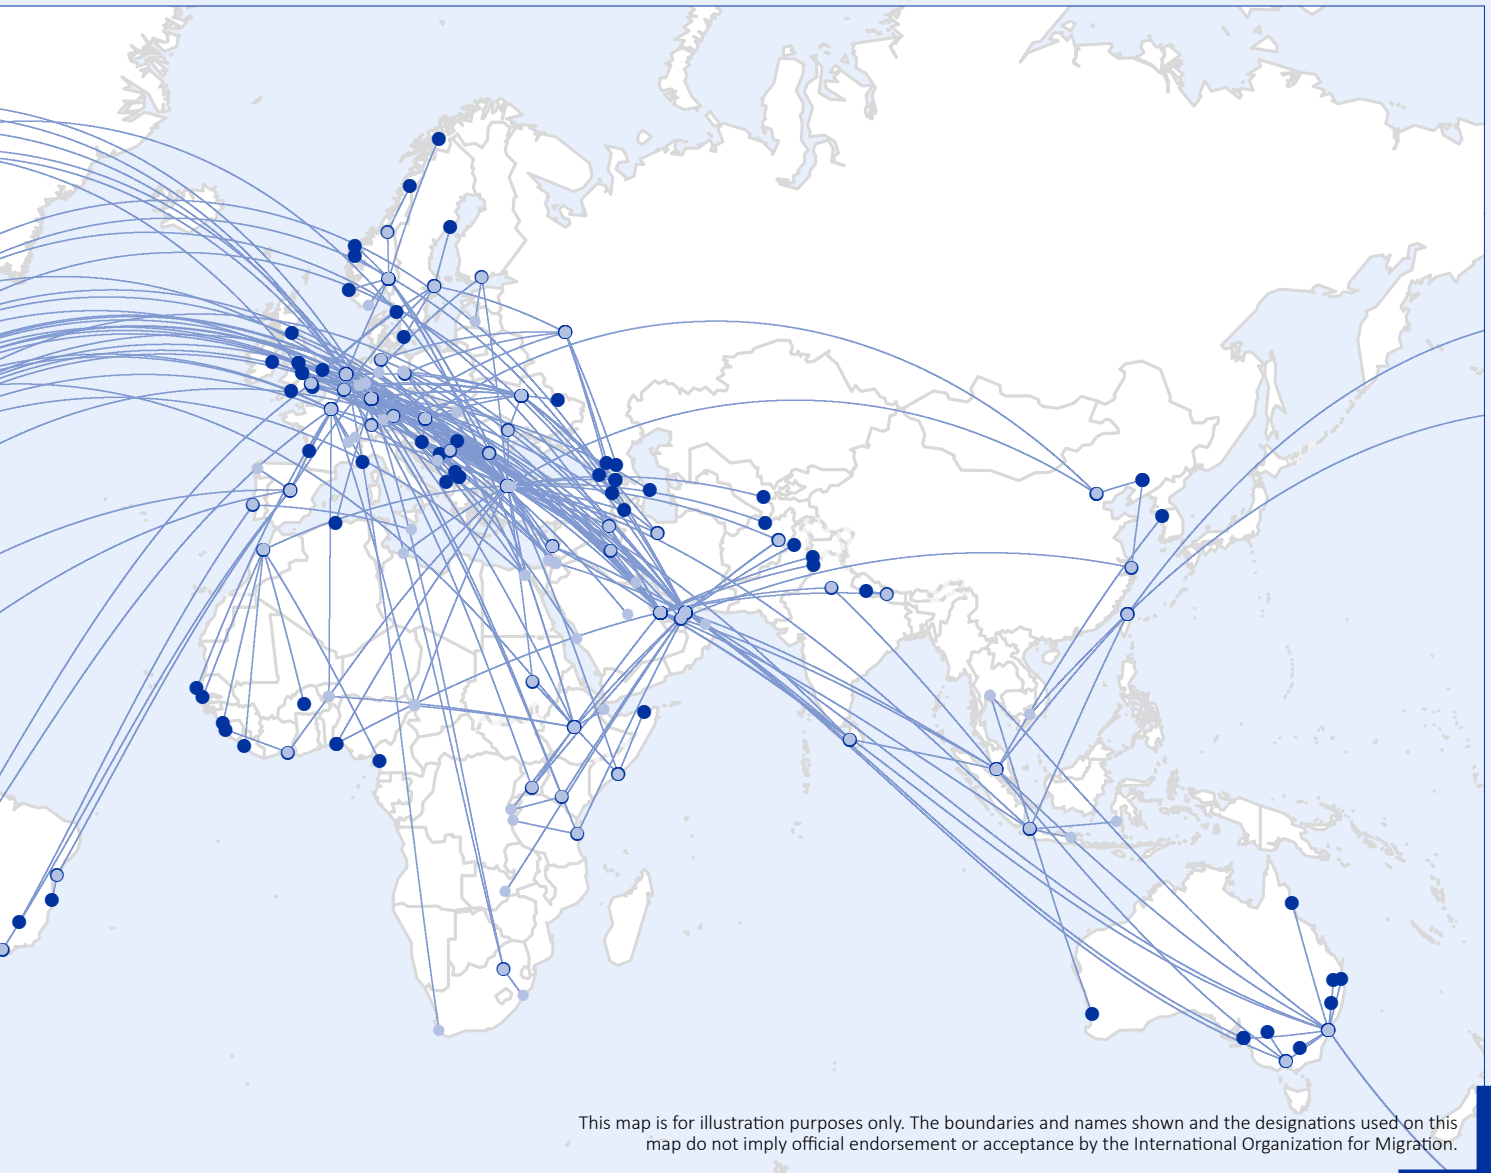 This map is for illustration purposes only. The boundaries and names shown and the designations used on this
map do not imply official endorsement or acceptance by the International Organization for Migration.